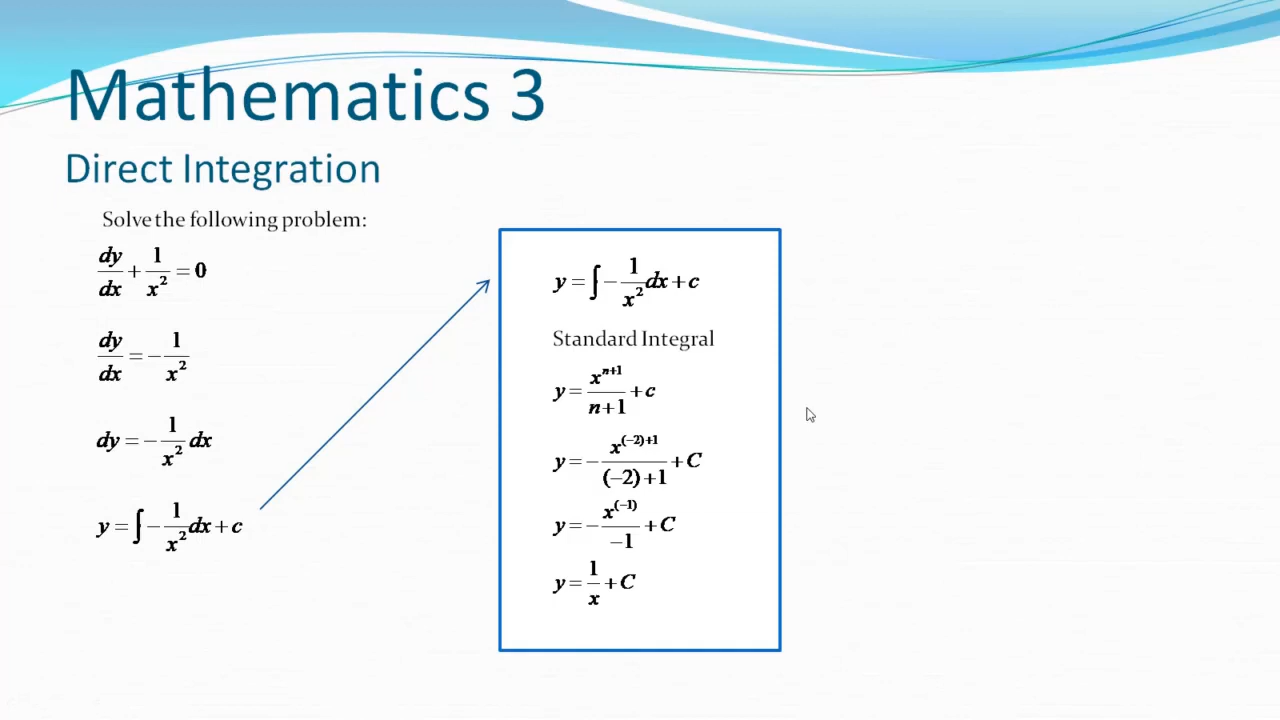 Mathematics 3
Direct Integration
Solve the following problem:
dy/dx + 1/x² = 0
dy/dx = −1/x²
dy = −1/x² dx
y = ∫ −1/x² dx + c
y = ∫ −1/x² dx + c
Standard Integral
y = x^(n+1)/(n+1) + c
y = −x^((−2)+1)/((−2)+1) + C
y = −x^(−1)/−1 + C
y = 1/x + C